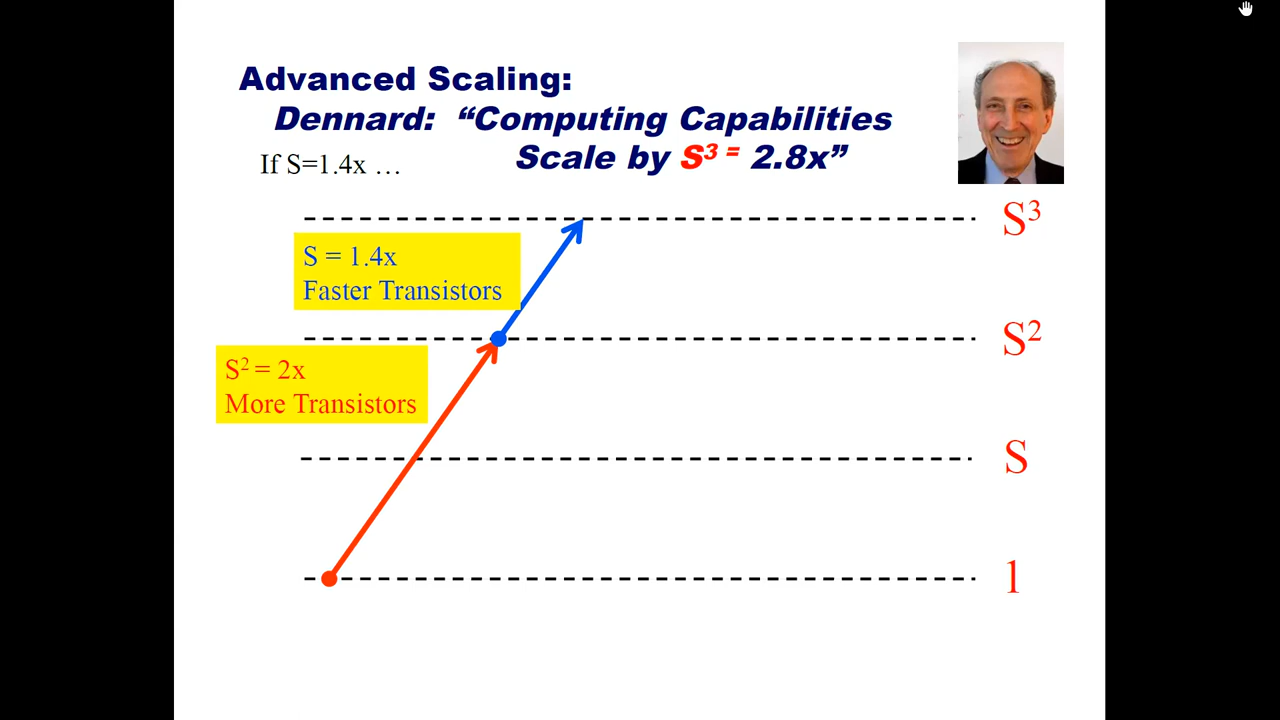 Advanced Scaling:
Dennard: “Computing Capabilities
Scale by S³ = 2.8x”
If S=1.4x …
S³
S = 1.4x
Faster Transistors
S²
S² = 2x
More Transistors
S
1